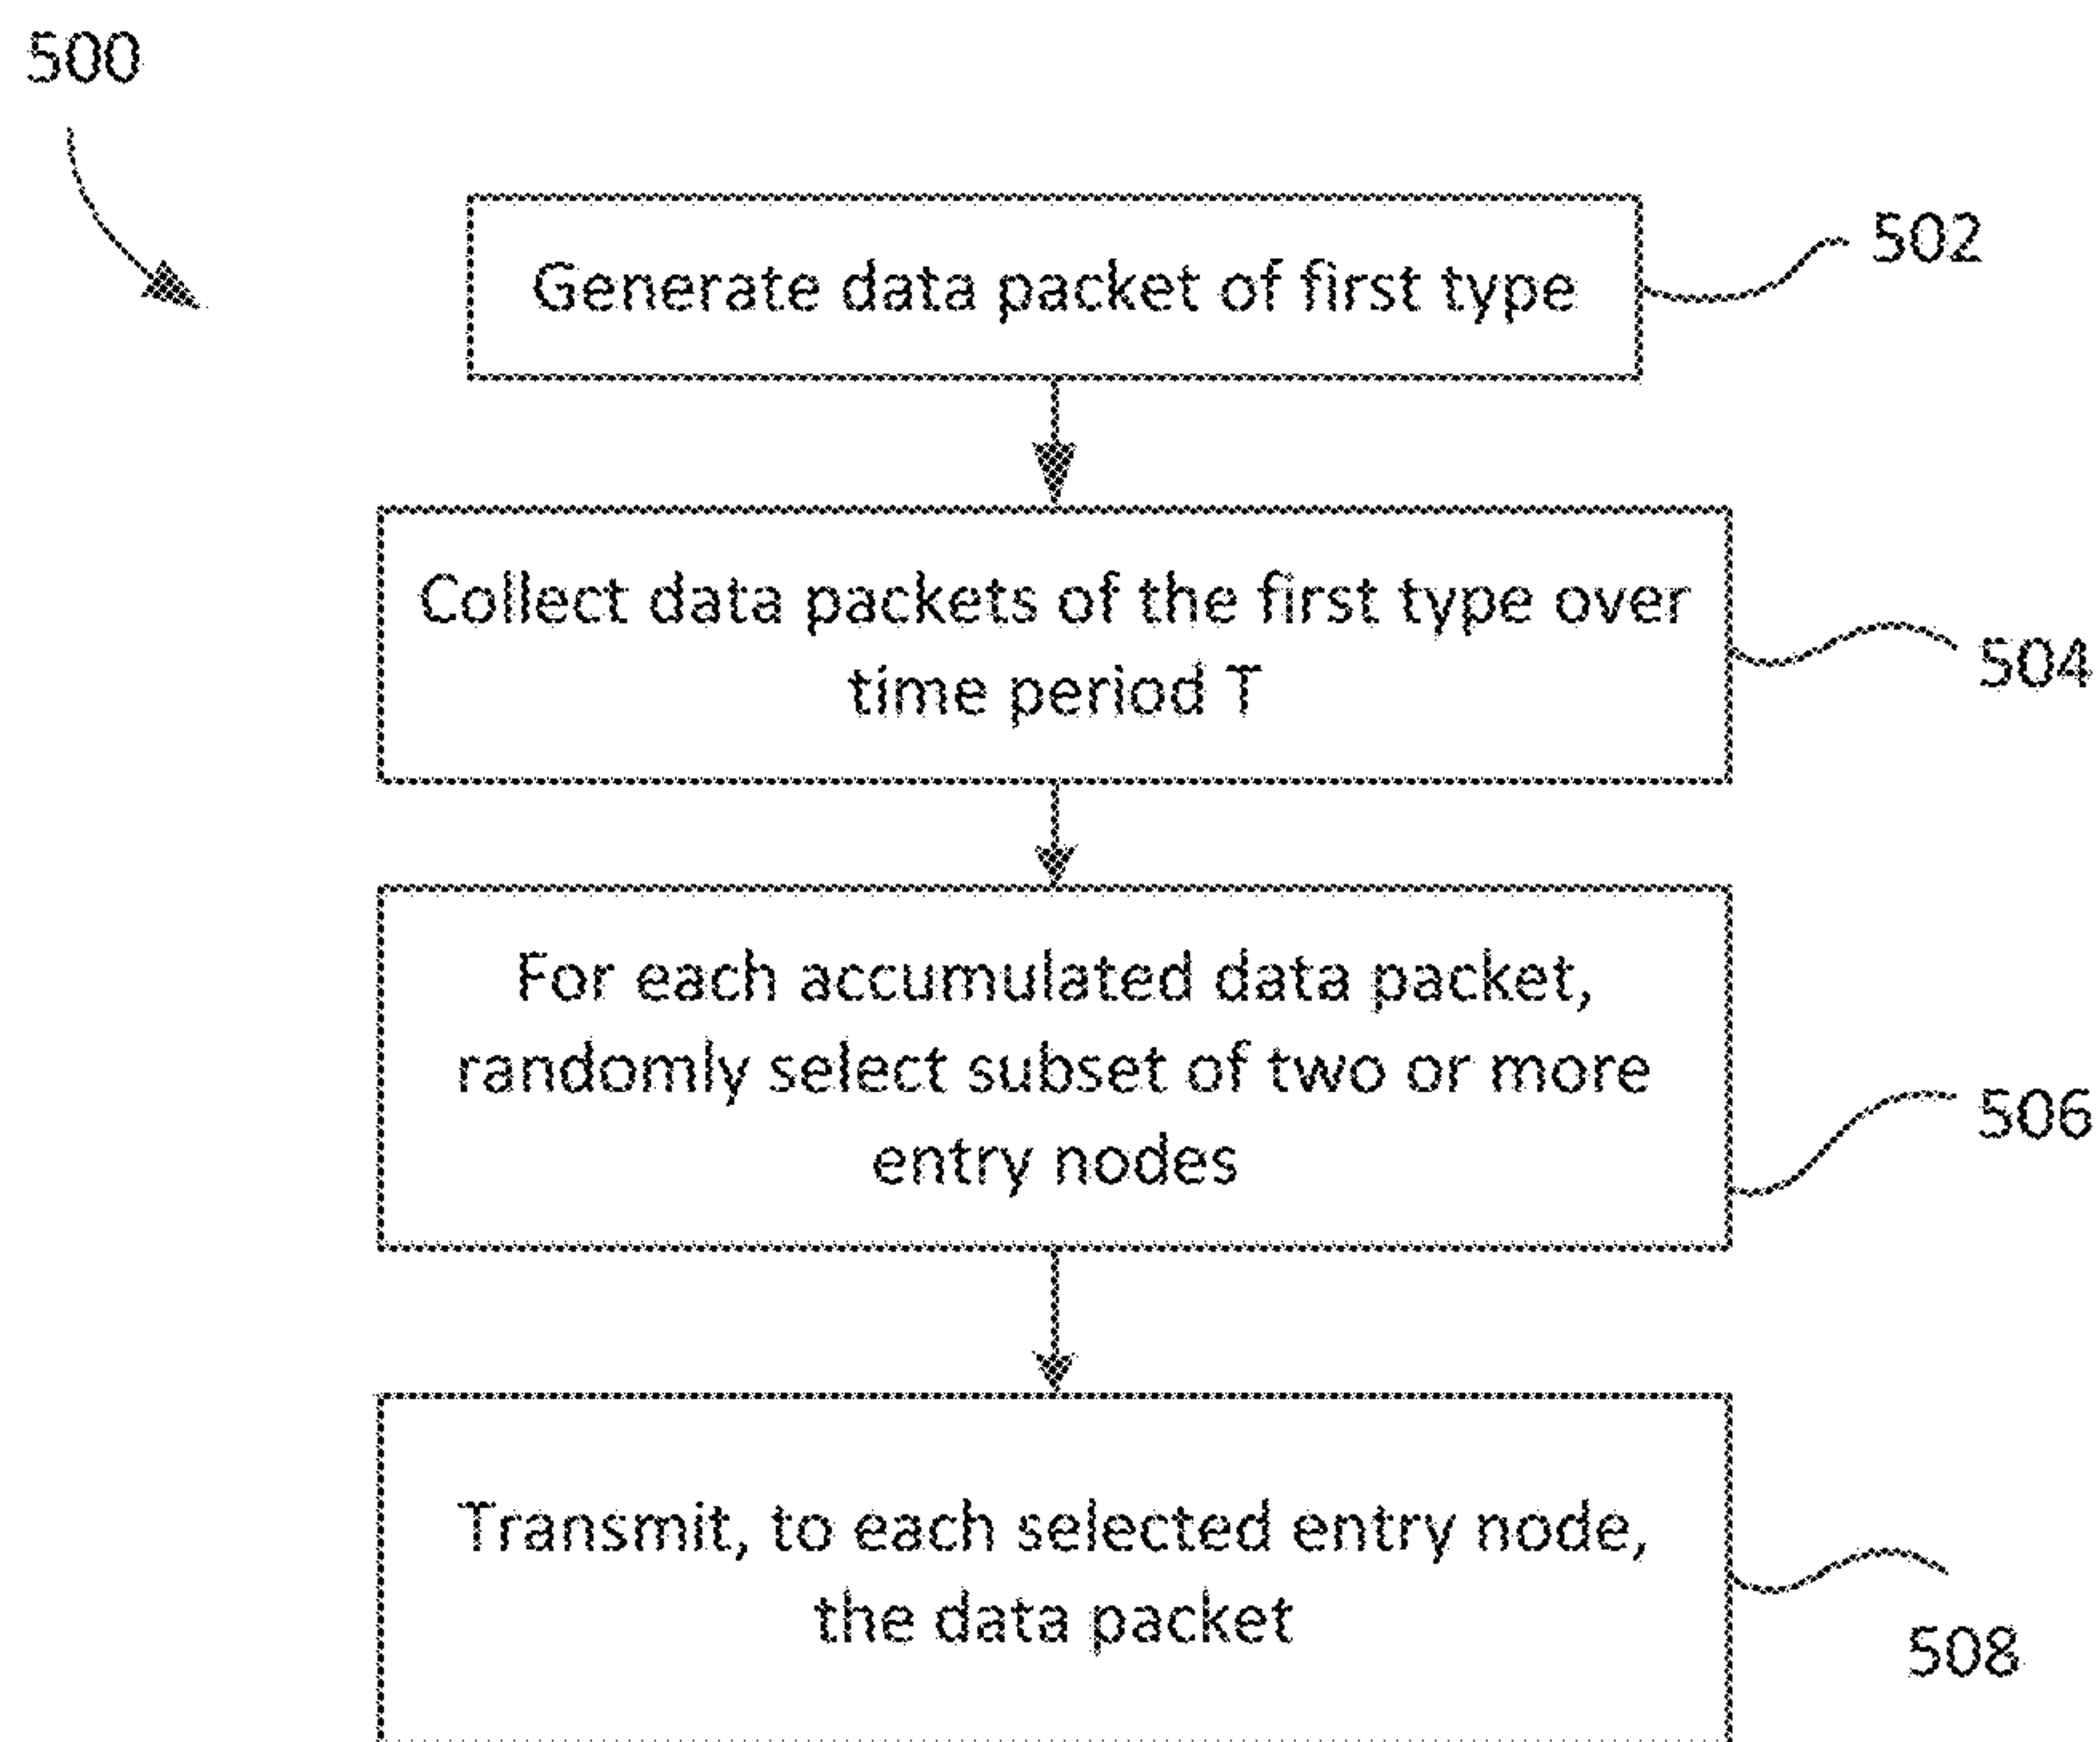 500
Generate data packet of first type
502
Collect data packets of the first type over
time period T
504
For each accumulated data packet,
randomly select subset of two or more
entry nodes
506
Transmit, to each selected entry node,
the data packet
508